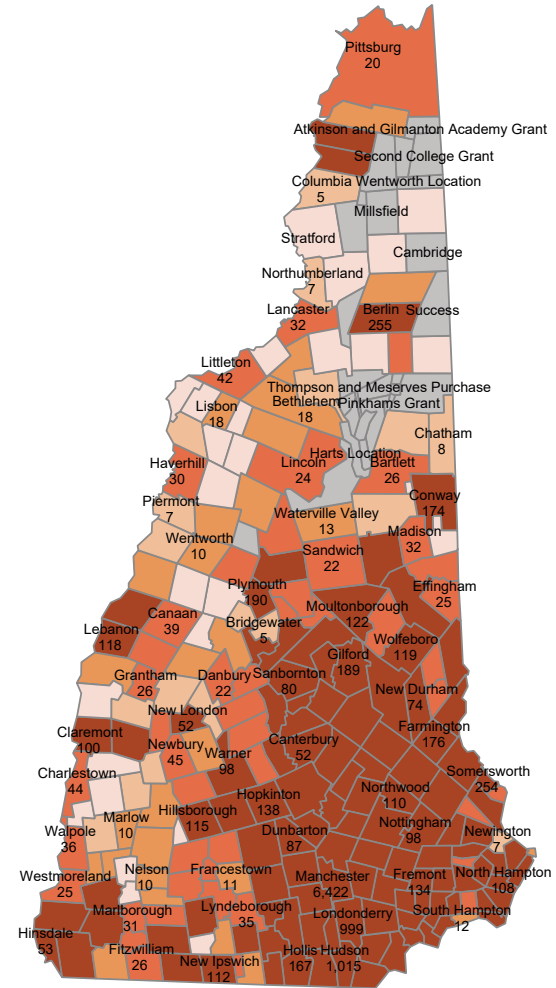 Pittsburg
20
Atkinson and Gilmanton Academy Grant
Second College Grant
Columbia
5
Wentworth Location
Millsfield
Stratford
Cambridge
Northumberland
7
Lancaster
32
Berlin
255
Success
Littleton
42
Thompson and Meserves Purchase
Bethlehem
18
Pinkhams Grant
Lisbon
18
Chatham
8
Harts Location
Haverhill
30
Lincoln
24
Bartlett
26
Piermont
7
Conway
174
Waterville Valley
13
Wentworth
10
Madison
32
Sandwich
22
Plymouth
190
Effingham
25
Moultonborough
122
Canaan
39
Bridgewater
5
Lebanon
118
Wolfeboro
119
Gilford
189
Grantham
26
Danbury
22
Sanbornton
80
New Durham
74
New London
52
Claremont
100
Farmington
176
Canterbury
52
Newbury
45
Warner
98
Charlestown
44
Somersworth
254
Hopkinton
138
Northwood
110
Hillsborough
115
Marlow
10
Nottingham
98
Walpole
36
Dunbarton
87
Newington
7
Westmoreland
25
Nelson
10
Francestown
11
Manchester
6,422
Fremont
134
North Hampton
108
Marlborough
31
Lyndeborough
35
Londonderry
999
South Hampton
12
Hinsdale
53
Fitzwilliam
26
New Ipswich
112
Hollis
167
Hudson
1,015